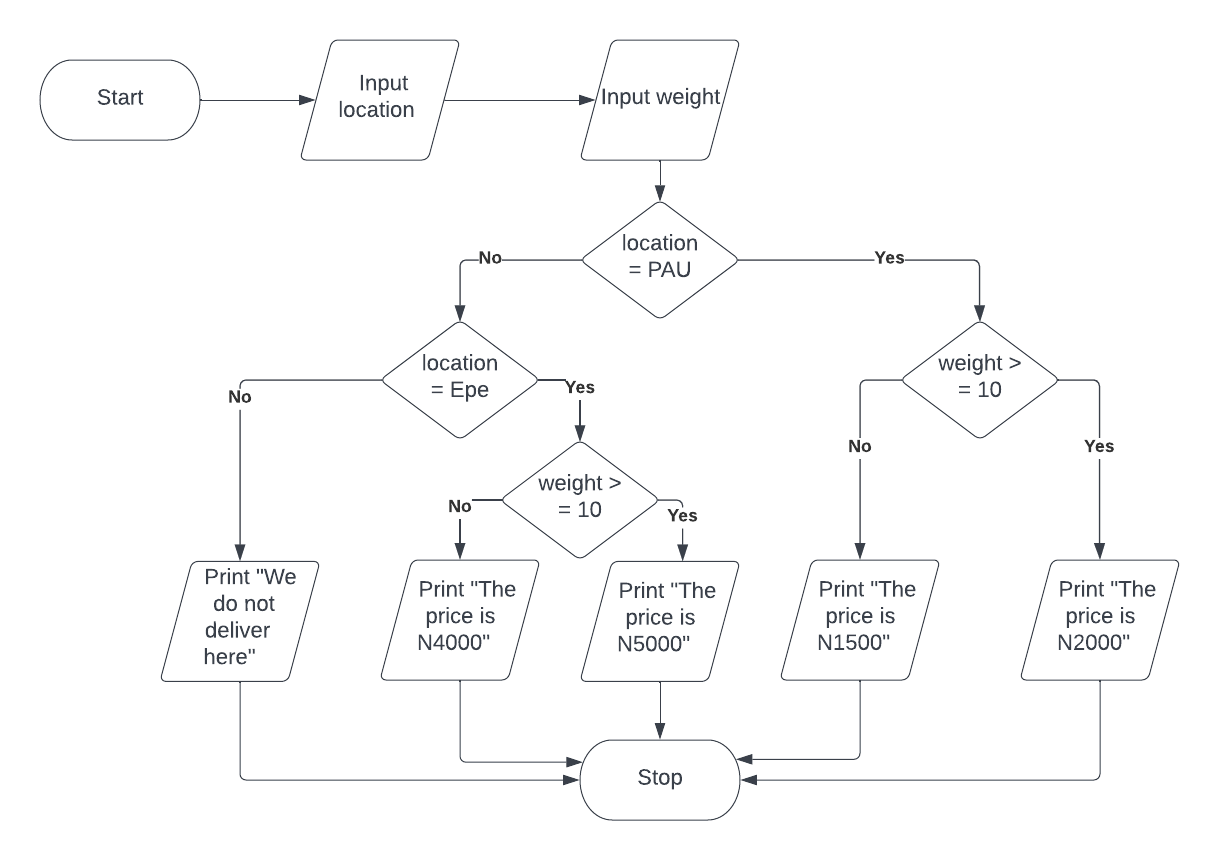 Start
Input
location
Input weight
location
= PAU
No
Yes
location
= Epe
weight >
= 10
No
Yes
No
Yes
weight >
= 10
No
Yes
Print "We
do not
deliver
here"
Print "The
price is
N4000"
Print "The
price is
N5000"
Print "The
price is
N1500"
Print "The
price is
N2000"
Stop